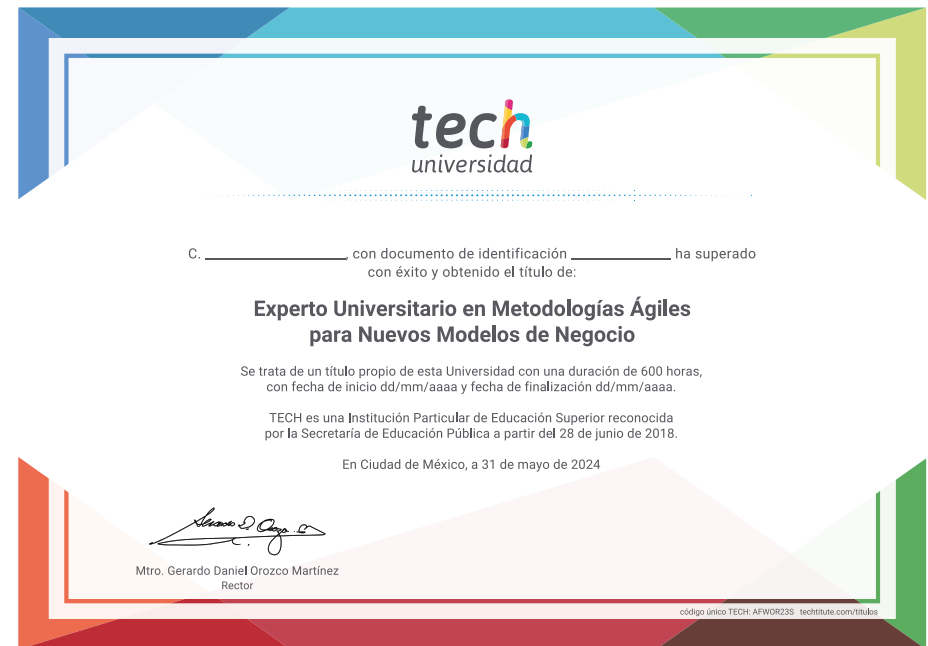 tech
universidad
C. ____________________, con documento de identificación ______________ ha superado
con éxito y obtenido el título de:
Experto Universitario en Metodologías Ágiles
para Nuevos Modelos de Negocio
Se trata de un título propio de esta Universidad con una duración de 600 horas,
con fecha de inicio dd/mm/aaaa y fecha de finalización dd/mm/aaaa.
TECH es una Institución Particular de Educación Superior reconocida
por la Secretaría de Educación Pública a partir del 28 de junio de 2018.
En Ciudad de México, a 31 de mayo de 2024
Mtro. Gerardo Daniel Orozco Martínez
Rector
código único TECH: AFWOR23S techtitute.com/titulos